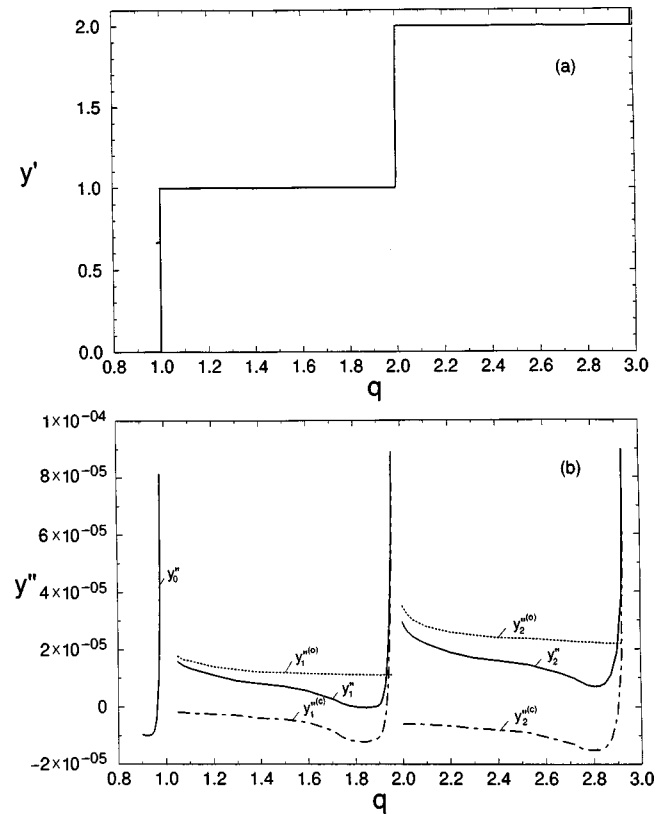 2.0
(a)
1.5
y'
1.0
0.5
0.0
0.8 1.0 1.2 1.4 1.6 1.8 2.0 2.2 2.4 2.6 2.8 3.0
q
1×10⁻⁰⁴
(b)
8×10⁻⁰⁵
6×10⁻⁰⁵
y₀"
4×10⁻⁰⁵
y"
y₂"⁽ᵒ⁾
2×10⁻⁰⁵
y₁"⁽ᵒ⁾
y₂"
y₁"
0
y₁"⁽ᶜ⁾
y₂"⁽ᶜ⁾
-2×10⁻⁰⁵
0.8 1.0 1.2 1.4 1.6 1.8 2.0 2.2 2.4 2.6 2.8 3.0
q